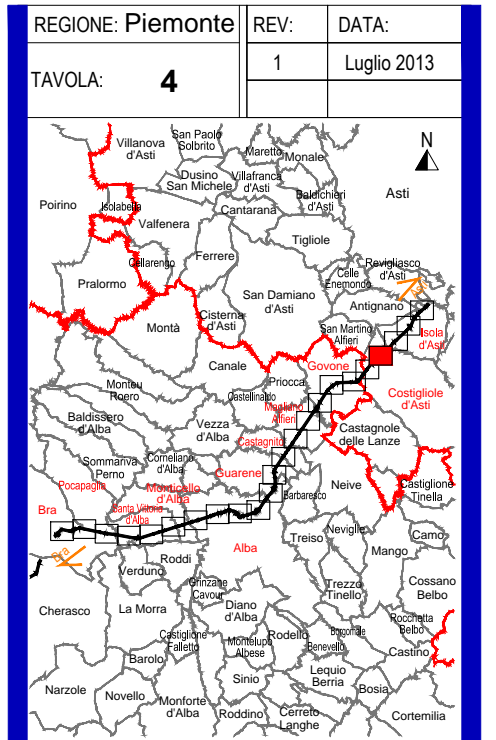 REGIONE: Piemonte
REV:
DATA:
1
Luglio 2013
TAVOLA:
4
N
San Paolo
Solbrito
Villanova
d'Asti
Maretto
Monale
Dusino
San Michele
Villafranca
d'Asti
Baldichieri
d'Asti
Asti
Poirino
Isolabella
Cantarana
Valfenera
Tigliole
Ferrere
Cellarengo
Revigliasco
d'Asti
Celle
Enemondo
Pralormo
San Damiano
d'Asti
Antignano
Asti
Cisterna
d'Asti
Montà
San Martino
Alfieri
Isola
d'Asti
Canale
Govone
Priocca
Monteu
Roero
Castellinaldo
Costigliole
d'Asti
Magliano
Alfieri
Baldissero
d'Alba
Vezza
d'Alba
Castagnito
Castagnole
delle Lanze
Sommariva
Perno
Corneliano
d'Alba
Guarene
Pocapaglia
Monticello
d'Alba
Neive
Castiglione
Tinella
Barbaresco
Bra
Santa Vittoria
d'Alba
Neviglie
Treiso
Camo
Alba
Mango
Bra
Roddi
Verduno
Grinzane
Cavour
Trezzo
Tinello
Cossano
Belbo
Cherasco
La Morra
Diano
d'Alba
Rocchetta
Belbo
Castiglione
Falletto
Montelupo
Albese
Rodello
Borgomale
Benevello
Castino
Barolo
Lequio
Berria
Sinio
Narzole
Novello
Bosia
Monforte
d'Alba
Roddino
Cerreto
Langhe
Cortemilia